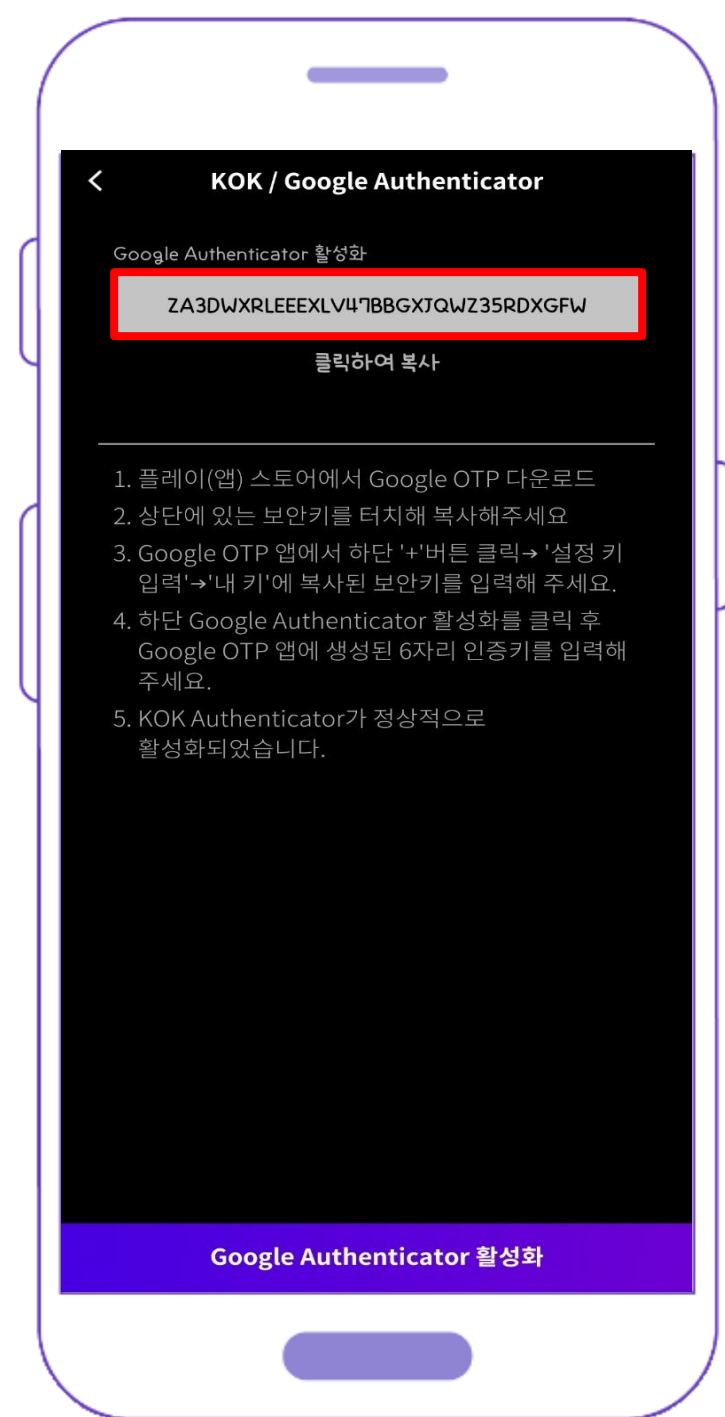 KOK / Google Authenticator
Google Authenticator 활성화
ZA3DWXRLEEEXLV47BBGXJQWZ35RDXGFW
클릭하여 복사
1. 플레이(앱) 스토어에서 Google OTP 다운로드
2. 상단에 있는 보안키를 터치해 복사해주세요
3. Google OTP 앱에서 하단 '+'버튼 클릭→ '설정 키
입력'→'내 키'에 복사된 보안키를 입력해 주세요.
4. 하단 Google Authenticator 활성화를 클릭 후
Google OTP 앱에 생성된 6자리 인증키를 입력해
주세요.
5. KOK Authenticator가 정상적으로
활성화되었습니다.
Google Authenticator 활성화